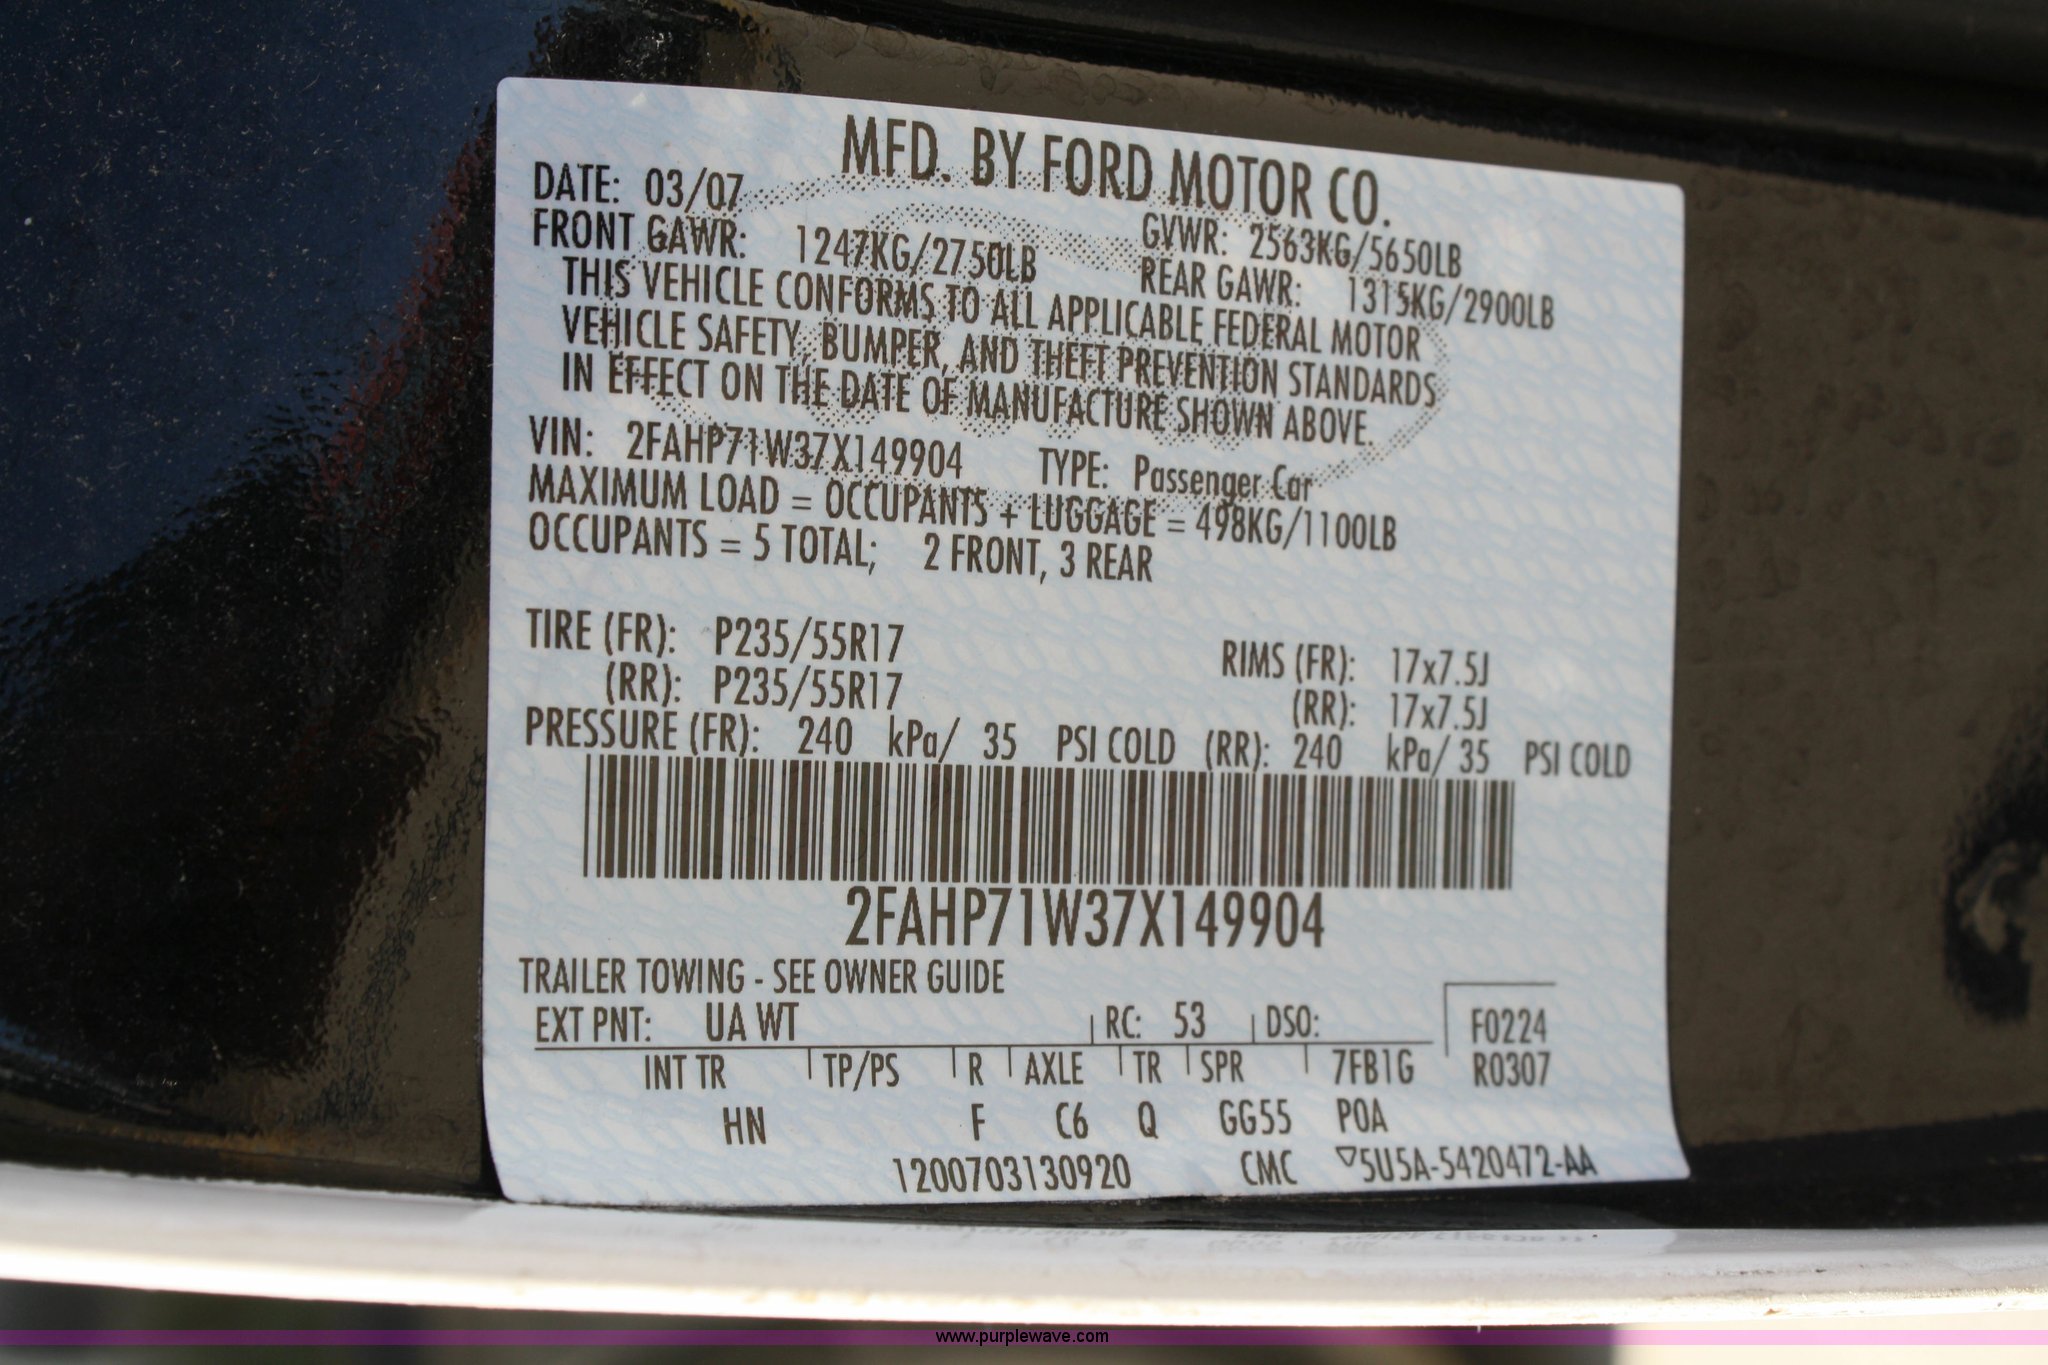 MFD. BY FORD MOTOR CO.
DATE: 03/07
GVWR: 2563KG/5650LB
FRONT GAWR: 1247KG/2750LB
REAR GAWR: 1315KG/2900LB
THIS VEHICLE CONFORMS TO ALL APPLICABLE FEDERAL MOTOR
VEHICLE SAFETY, BUMPER, AND THEFT PREVENTION STANDARDS
IN EFFECT ON THE DATE OF MANUFACTURE SHOWN ABOVE.
VIN: 2FAHP71W37X149904 TYPE: Passenger Car
MAXIMUM LOAD = OCCUPANTS + LUGGAGE = 498KG/1100LB
OCCUPANTS = 5 TOTAL; 2 FRONT, 3 REAR
TIRE (FR): P235/55R17 RIMS (FR): 17x7.5J
(RR): P235/55R17 (RR): 17x7.5J
PRESSURE (FR): 240 kPa/ 35 PSI COLD (RR): 240 kPa/ 35 PSI COLD
2FAHP71W37X149904
TRAILER TOWING - SEE OWNER GUIDE
EXT PNT: UA WT RC: 53 DSO: F0224
INT TR TP/PS R AXLE TR SPR 7FB1G R0307
HN F C6 Q GG55 POA
1200703130920 CMC ▽5U5A-5420472-AA
www.purplewave.com